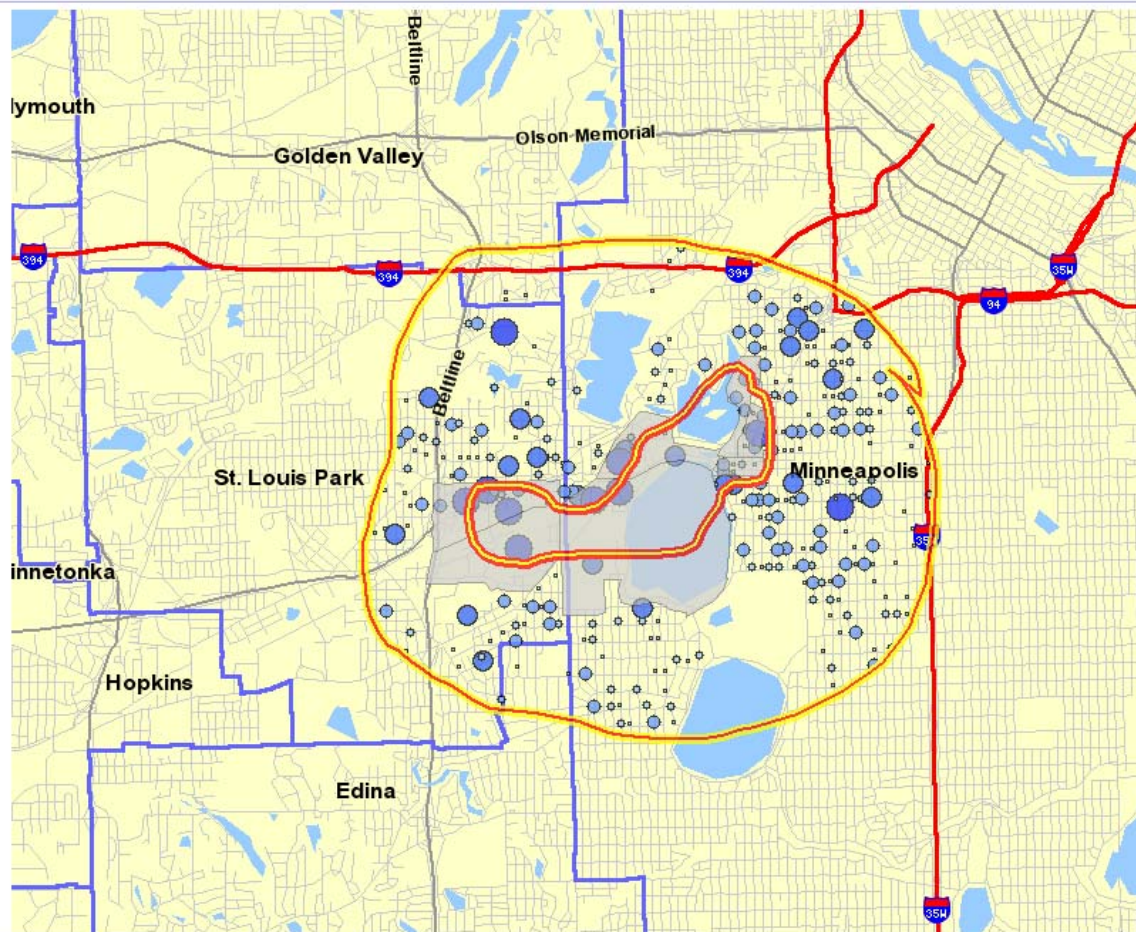 Beltline
lymouth
Olson Memorial
Golden Valley
394
394
394
35W
94
Beltline
St. Louis Park
Minneapolis
35
innetonka
Hopkins
Edina
35W